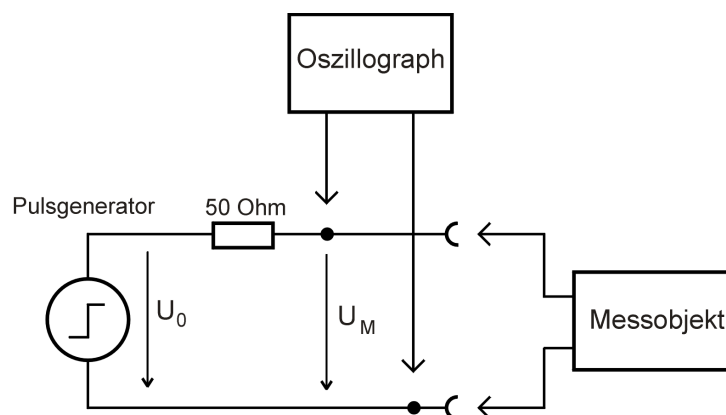 Oszillograph
Pulsgenerator
50 Ohm
U0
UM
Messobjekt